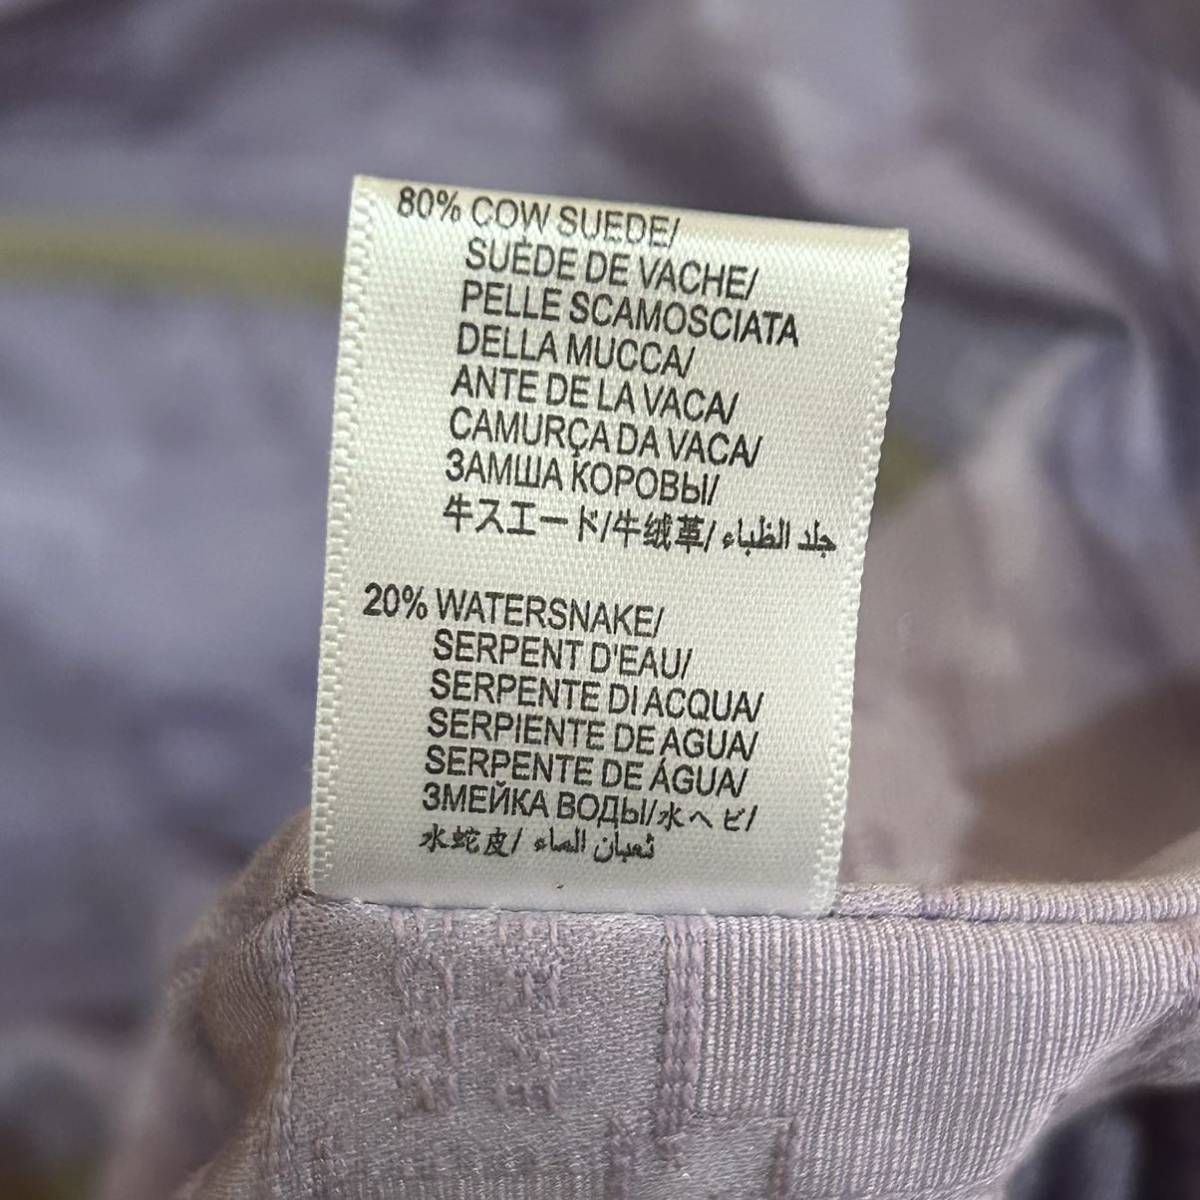 80% COW SUEDE/
SUÈDE DE VACHE/
PELLE SCAMOSCIATA
DELLA MUCCA/
ANTE DE LA VACA/
CAMURÇA DA VACA/
ЗАМША КОРОВЫ/
牛スエード/牛绒革/ جلد الظباء
20% WATERSNAKE/
SERPENT D'EAU/
SERPENTE DI ACQUA/
SERPIENTE DE AGUA/
SERPENTE DE ÁGUA/
ЗМЕЙКА ВОДЫ/水ヘビ/
水蛇皮/ ثعبان الماء